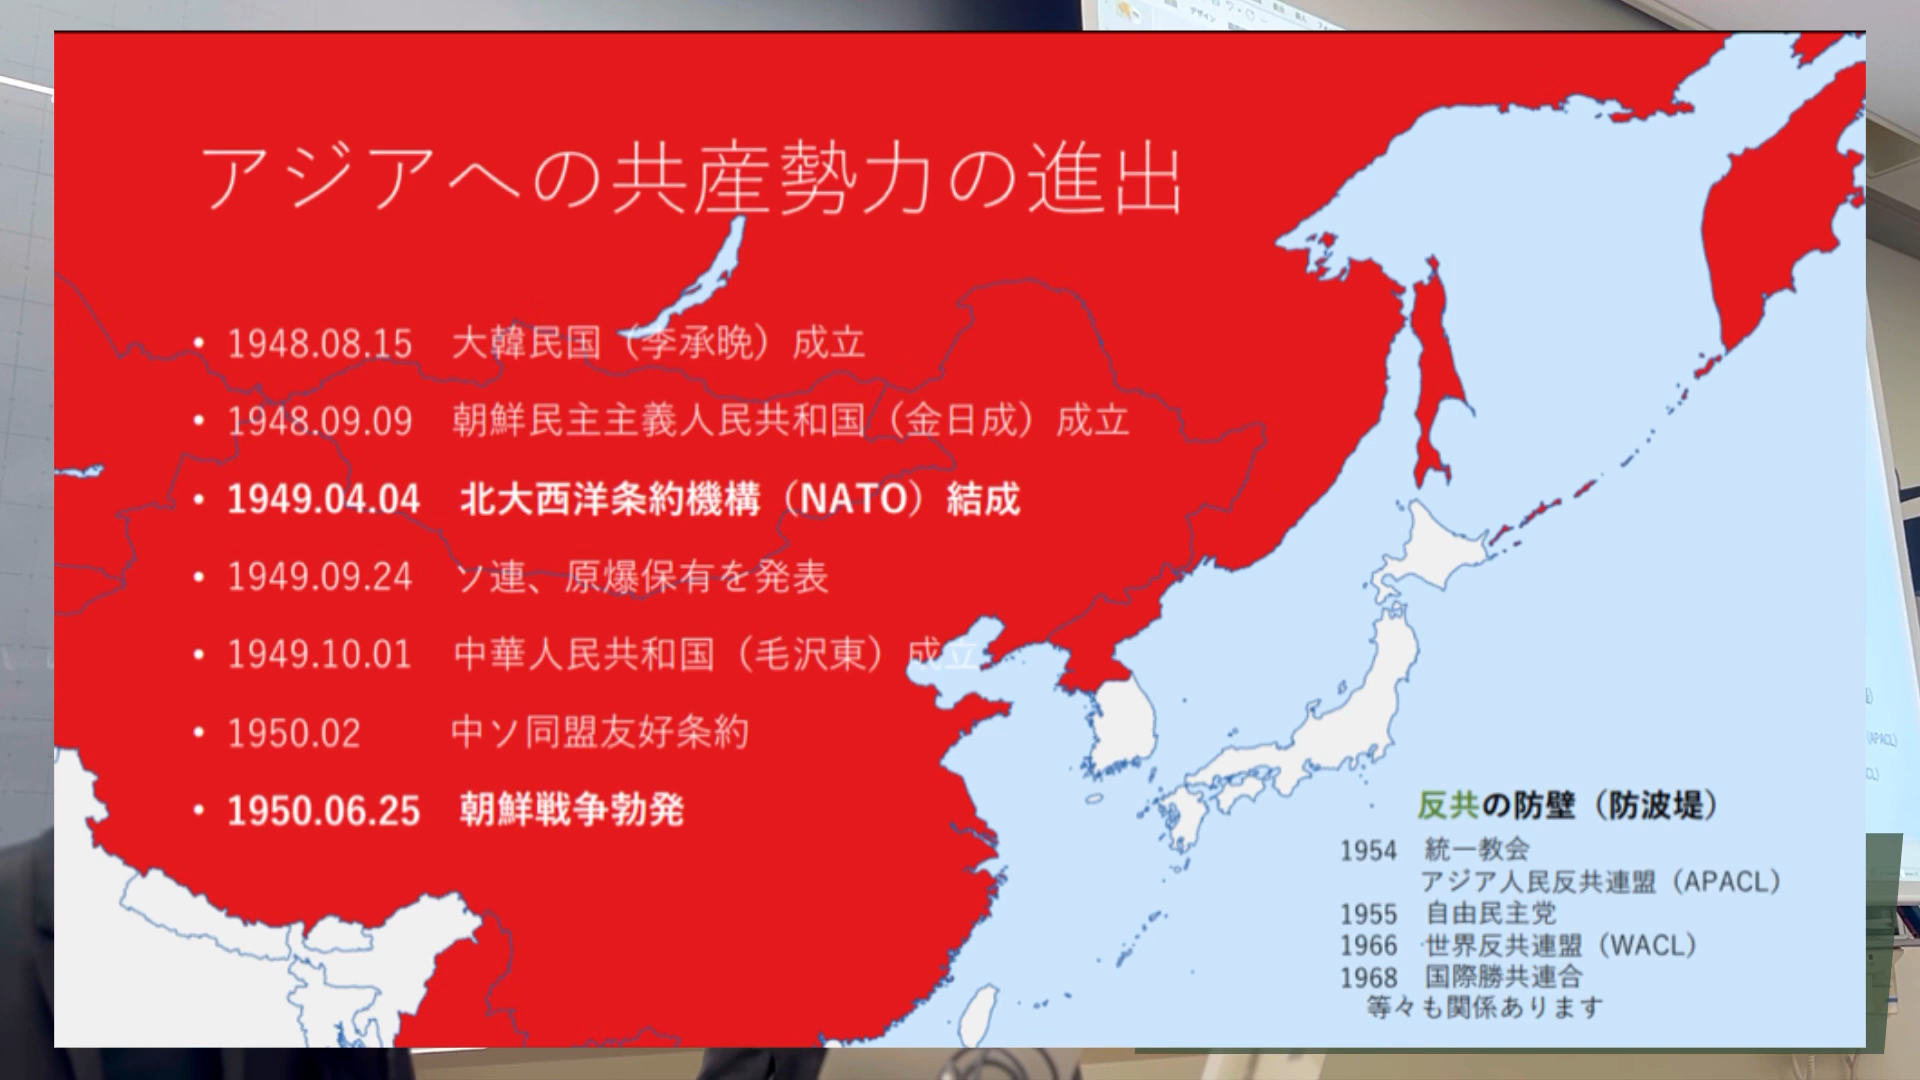 アジアへの共産勢力の進出
• 1948.08.15 大韓民国（李承晩）成立
• 1948.09.09 朝鮮民主主義人民共和国（金日成）成立
• 1949.04.04 北大西洋条約機構（NATO）結成
• 1949.09.24 ソ連、原爆保有を発表
• 1949.10.01 中華人民共和国（毛沢東）成立
• 1950.02 中ソ同盟友好条約
• 1950.06.25 朝鮮戦争勃発
反共の防壁（防波堤）
1954 統一教会
アジア人民反共連盟（APACL）
1955 自由民主党
1966 世界反共連盟（WACL）
1968 国際勝共連合
等々も関係あります
デザイン